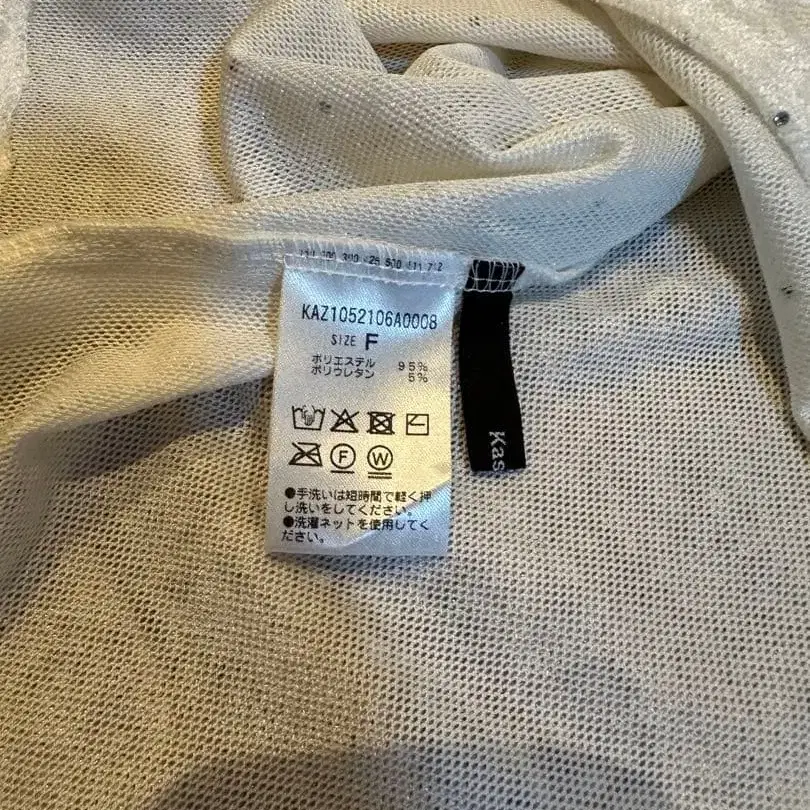 KAZ1052106A0008
SIZE F
ポリエステル 95%
ポリウレタン 5%
F
W
●手洗いは短時間で軽く押
し洗いをしてください。
●洗濯ネットを使用してく
ださい。
Kas